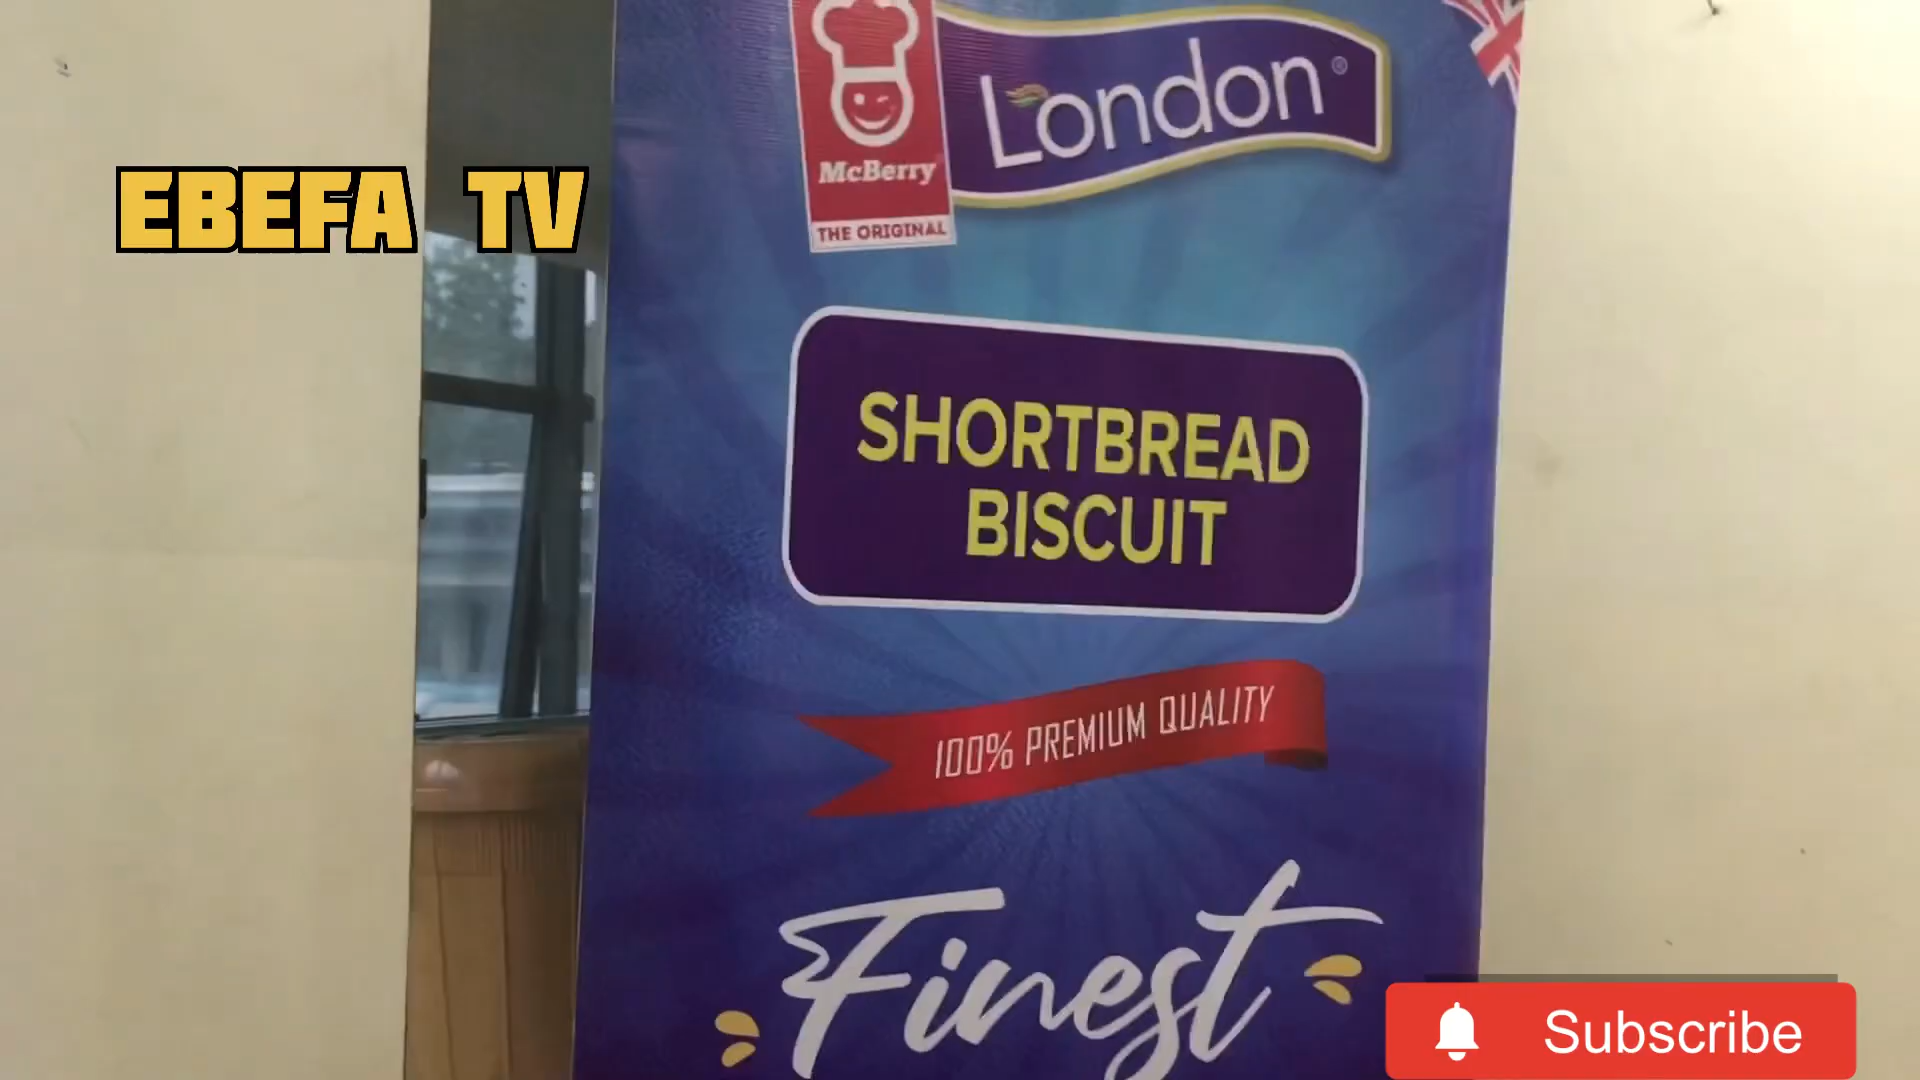 London®
McBerry
THE ORIGINAL
EBEFA TV
SHORTBREAD
BISCUIT
100% PREMIUM QUALITY
Finest
Subscribe